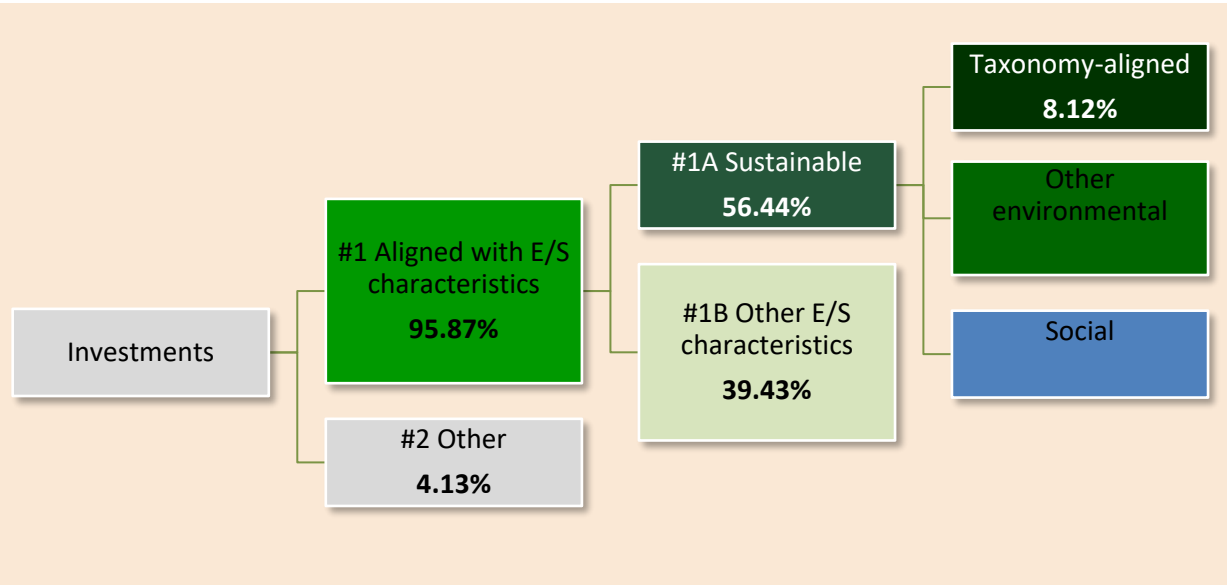 Investments
#1 Aligned with E/S
characteristics
95.87%
#2 Other
4.13%
#1A Sustainable
56.44%
#1B Other E/S
characteristics
39.43%
Taxonomy-aligned
8.12%
Other
environmental
Social